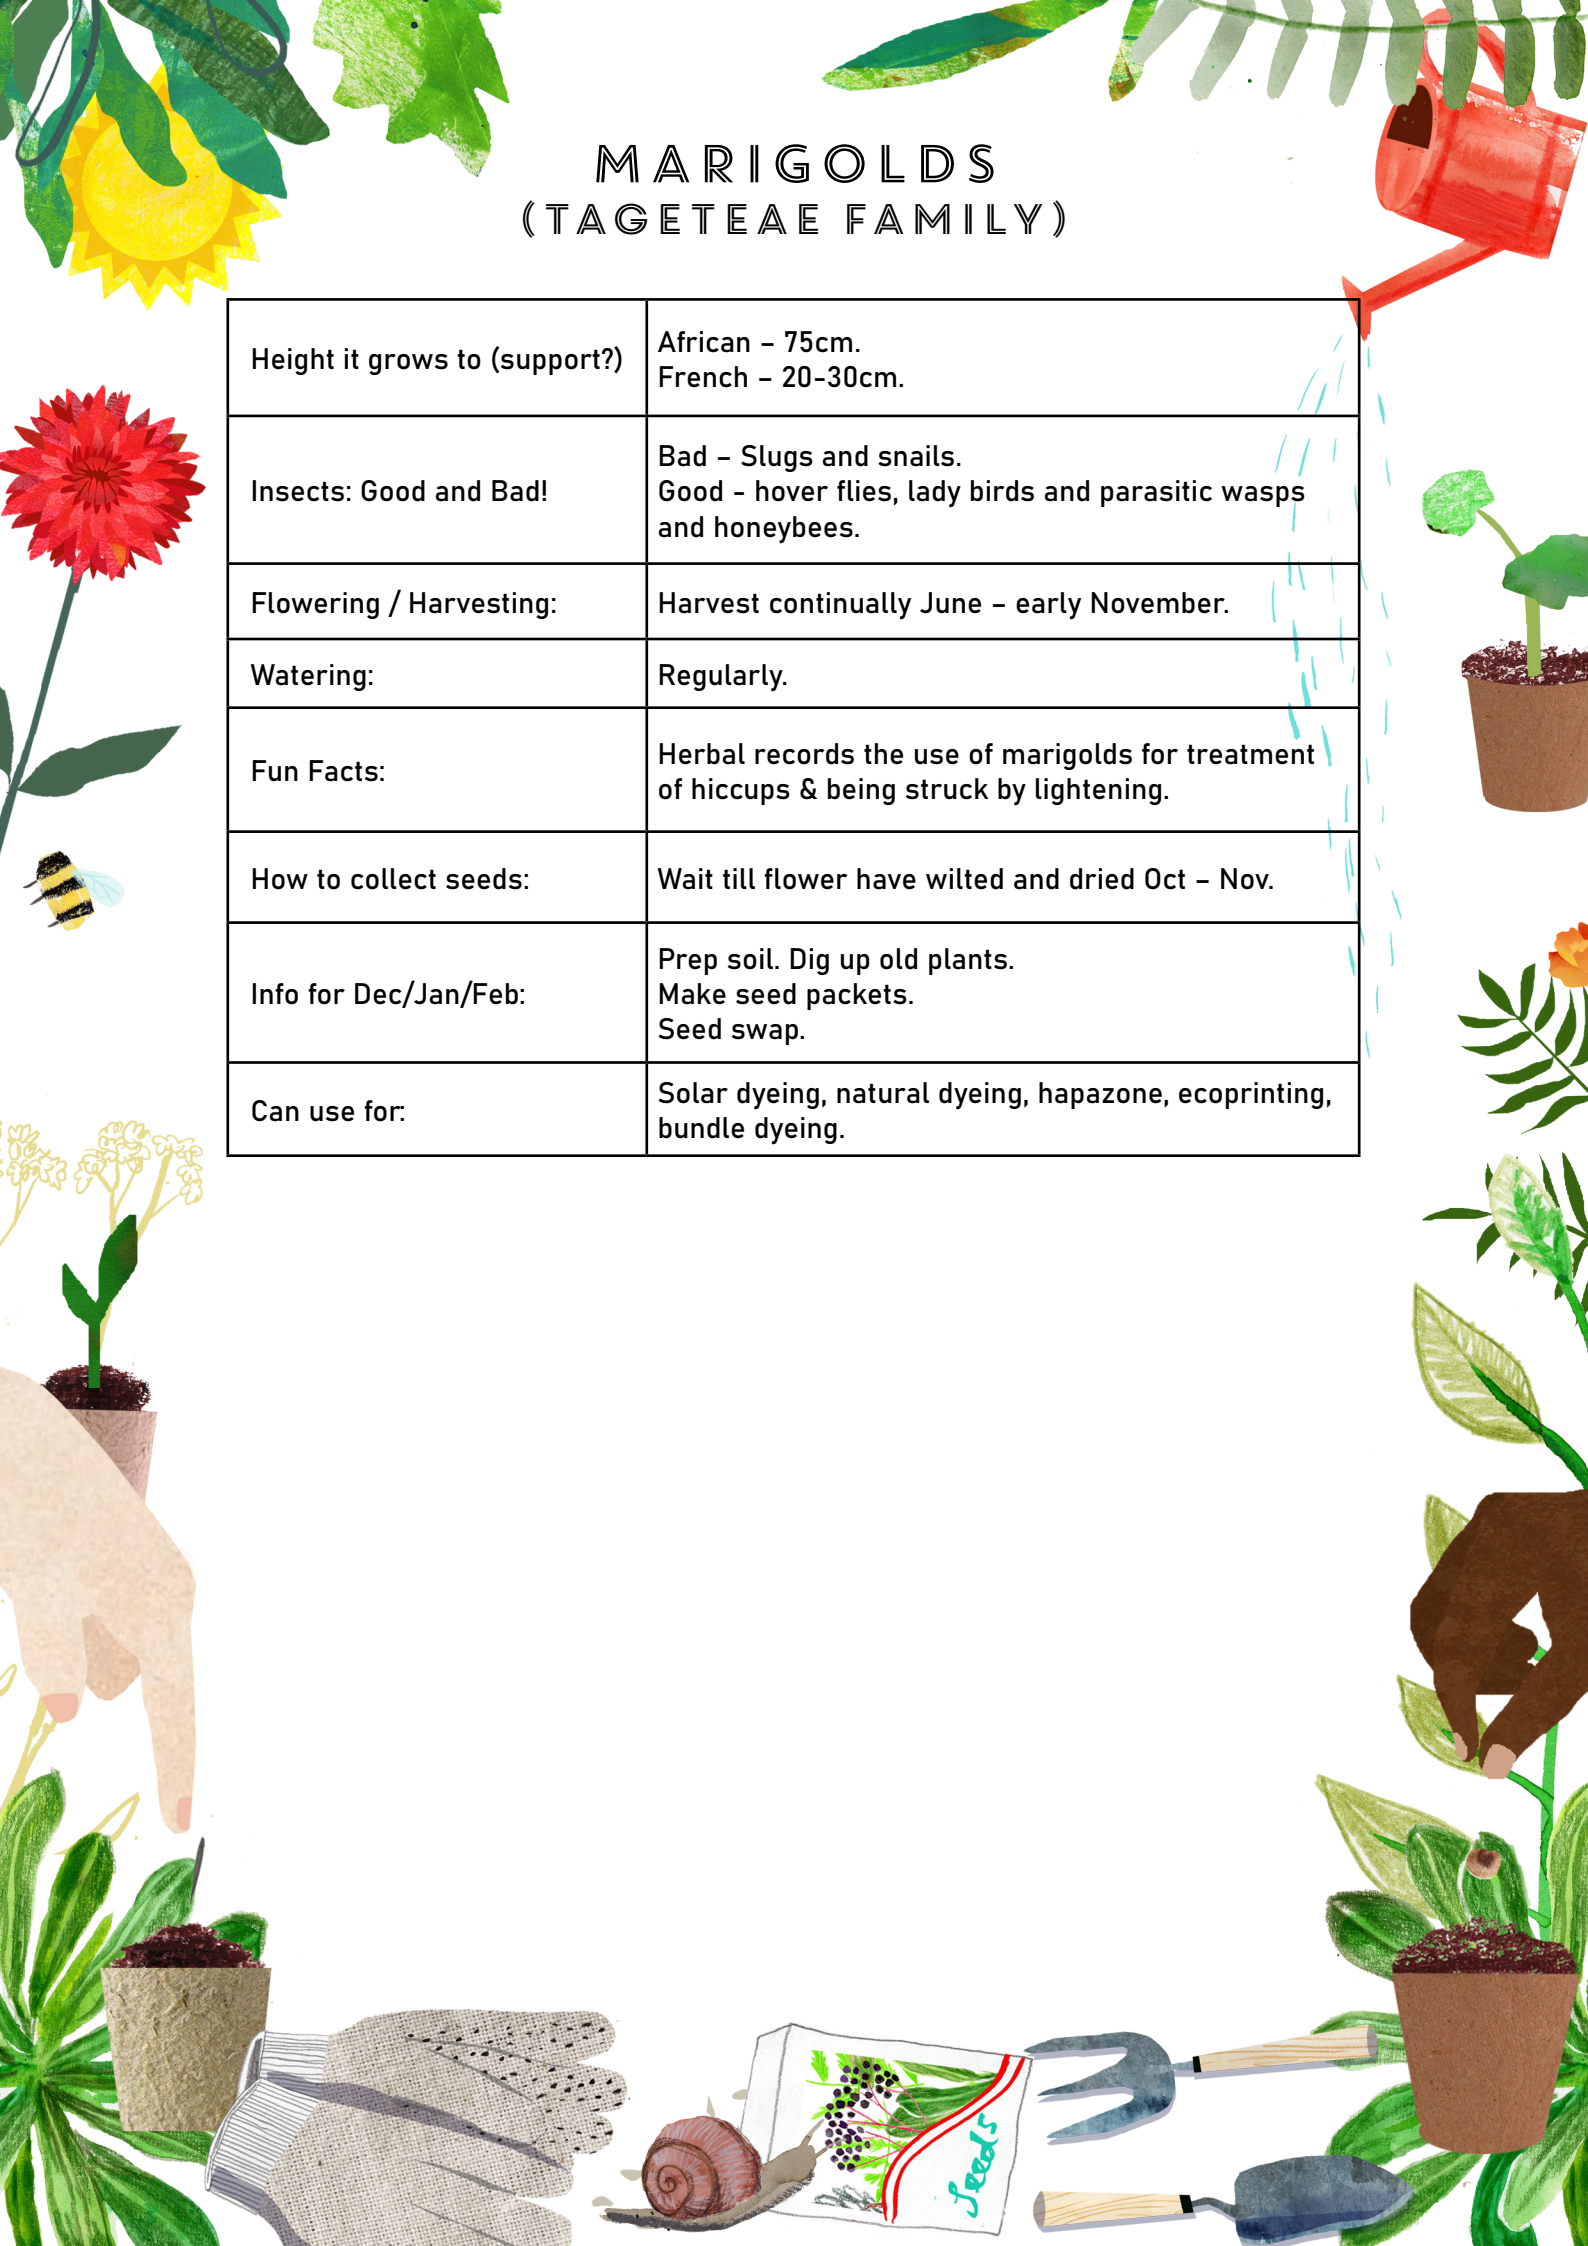 MARIGOLDS
(TAGETEAE FAMILY)
Height it grows to (support?)
African – 75cm.
French – 20-30cm.
Insects: Good and Bad!
Bad – Slugs and snails.
Good - hover flies, lady birds and parasitic wasps
and honeybees.
Flowering / Harvesting:
Harvest continually June – early November.
Watering:
Regularly.
Fun Facts:
Herbal records the use of marigolds for treatment
of hiccups & being struck by lightening.
How to collect seeds:
Wait till flower have wilted and dried Oct – Nov.
Info for Dec/Jan/Feb:
Prep soil. Dig up old plants.
Make seed packets.
Seed swap.
Can use for:
Solar dyeing, natural dyeing, hapazone, ecoprinting,
bundle dyeing.
Seeds